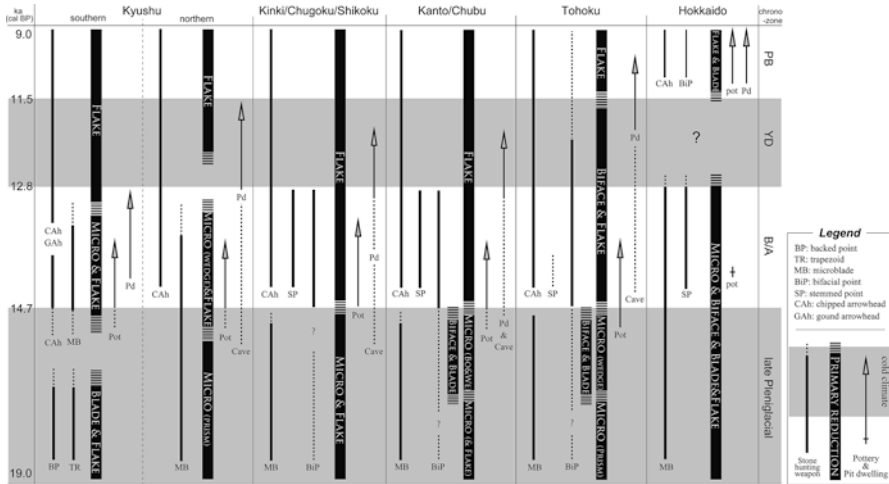 ka
(cal BP)
Kyushu
southern
northern
Kinki/Chugoku/Shikoku
Kanto/Chubu
Tohoku
Hokkaido
chrono
-zone
9.0
11.5
12.8
14.7
19.0
PB
YD
B/A
late Pleniglacial
FLAKE
CAh
GAh
MICRO & FLAKE
Pot
Pd
CAh
MB
BLADE & FLAKE
BP
TR
FLAKE
CAh
MICRO (WEDGE)&FLAKE
MICRO (PRISM)
Pd
Pot
Cave
MB
FLAKE
CAh
SP
?
MICRO & FLAKE
Pot
Pd
Cave
MB
BiP
FLAKE
CAh
SP
BIFACE & BLADE
MICRO (BO&WE)
MICRO (& FLAKE)
Pot
Pd
&
Cave
?
MB
BiP
FLAKE
BIFACE & FLAKE
CAh
SP
BIFACE & BLADE
MICRO (WEDGE)
MICRO (PRISM)
Pd
Cave
Pot
?
MB
BiP
FLAKE & BLADE
CAh
BiP
pot
Pd
?
MICRO & BIFACE & BLADE&FLAKE
SP
pot
MB
Legend
BP: backed point
TR: trapezoid
MB: microblade
BiP: bifacial point
SP: stemmed point
CAh: chipped arrowhead
GAh: gound arrowhead
cold climate
PRIMARY REDUCTION
Stone
hunting
weapon
Pottery
&
Pit dwelling